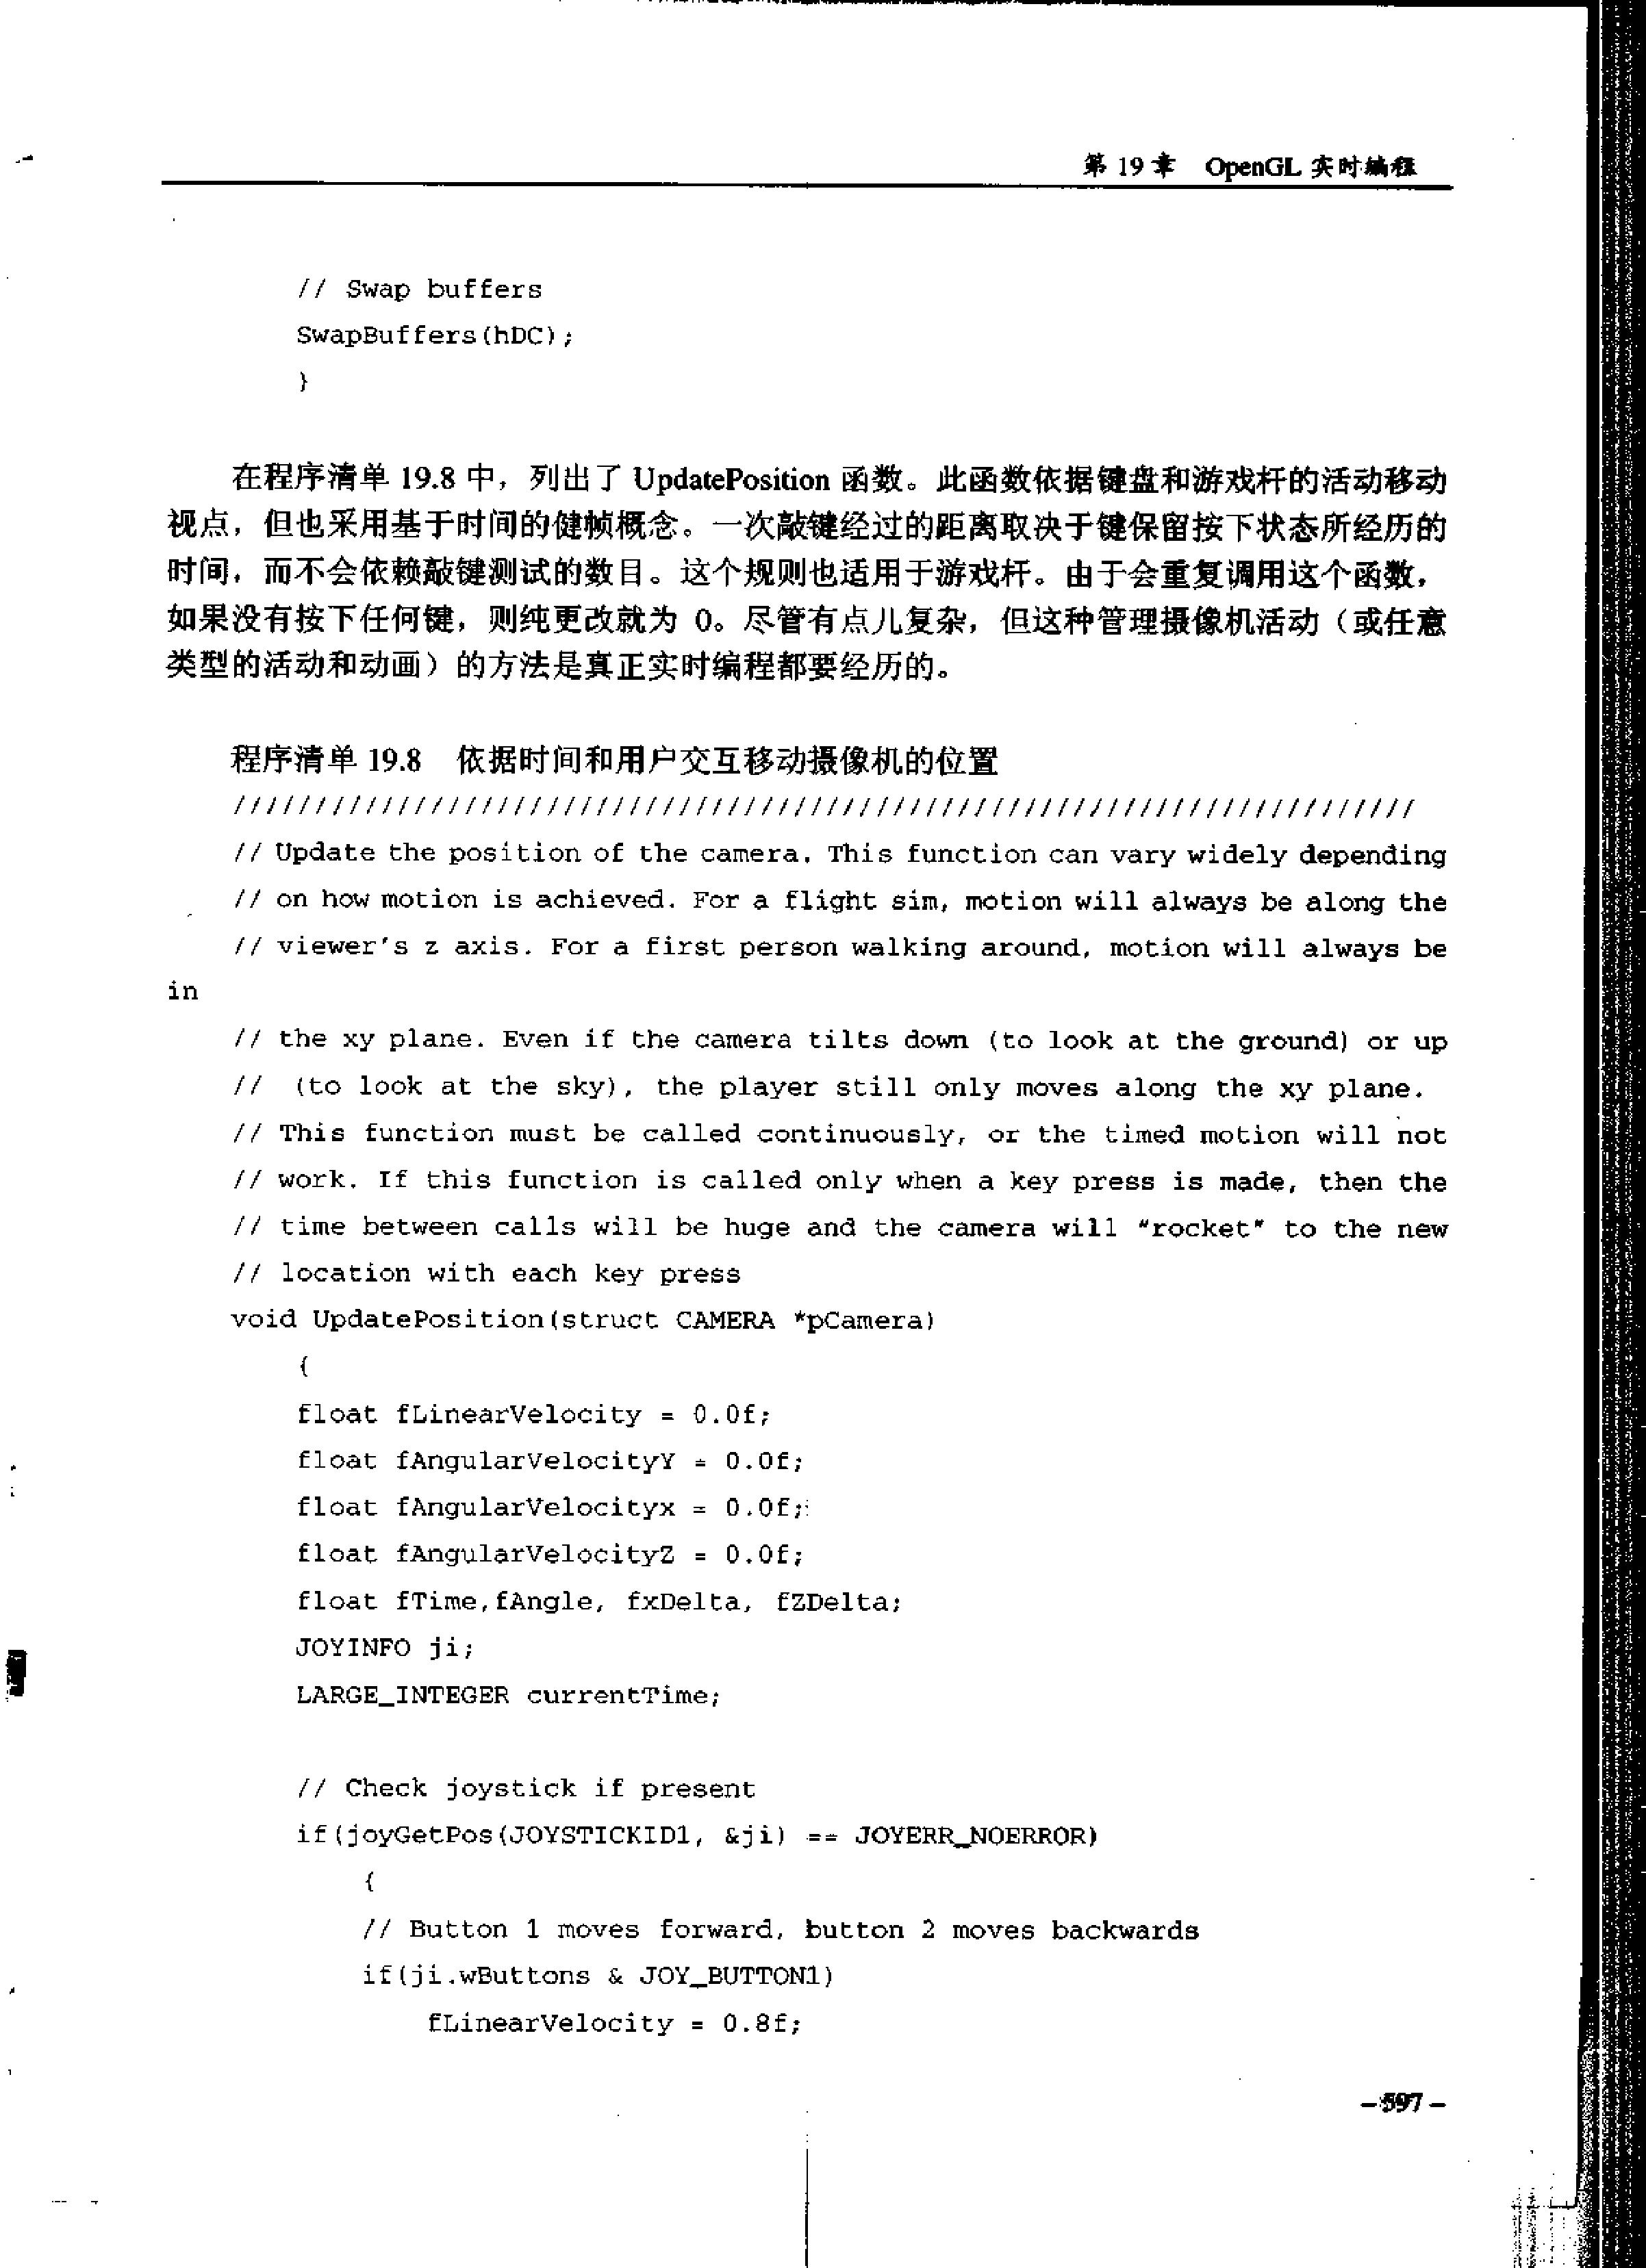 第 19 章 OpenGL 实时编程
// Swap buffers
SwapBuffers(hDC);
}
在程序清单 19.8 中，列出了 UpdatePosition 函数。此函数依据键盘和游戏杆的活动移动
视点，但也采用基于时间的健帧概念。一次敲键经过的距离取决于键保留按下状态所经历的
时间，而不会依赖敲键测试的数目。这个规则也适用于游戏杆。由于会重复调用这个函数，
如果没有按下任何键，则纯更改就为 0。尽管有点儿复杂，但这种管理摄像机活动（或任意
类型的活动和动画）的方法是真正实时编程都要经历的。
程序清单 19.8 依据时间和用户交互移动摄像机的位置
////////////////////////////////////////////////////////////////////////
// Update the position of the camera. This function can vary widely depending
// on how motion is achieved. For a flight sim, motion will always be along the
// viewer's z axis. For a first person walking around, motion will always be
in
// the xy plane. Even if the camera tilts down (to look at the ground) or up
// (to look at the sky), the player still only moves along the xy plane.
// This function must be called continuously, or the timed motion will not
// work. If this function is called only when a key press is made, then the
// time between calls will be huge and the camera will "rocket" to the new
// location with each key press
void UpdatePosition(struct CAMERA *pCamera)
{
float fLinearVelocity = 0.0f;
float fAngularVelocityY = 0.0f;
float fAngularVelocityx = 0.0f;
float fAngularVelocityZ = 0.0f;
float fTime,fAngle, fxDelta, fZDelta;
JOYINFO ji;
LARGE_INTEGER currentTime;
// Check joystick if present
if(joyGetPos(JOYSTICKID1, &ji) == JOYERR_NOERROR)
{
// Button 1 moves forward, button 2 moves backwards
if(ji.wButtons & JOY_BUTTON1)
fLinearVelocity = 0.8f;
– 597 –